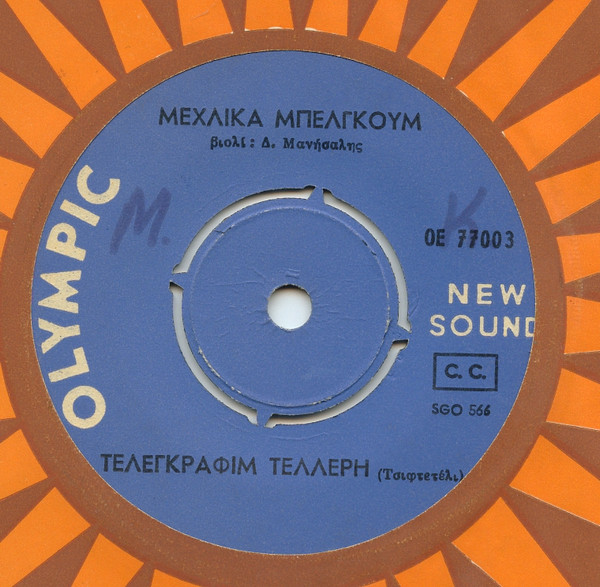 ΜΕΧΛΙΚΑ ΜΠΕΛΓΚΟΥΜ
βιολί: Δ. Μανήσαλης
OLYMPIC
M.
K
OE 77003
NEW
SOUND
C. C.
SGO 566
ΤΕΛΕΓΚΡΑΦΙΜ ΤΕΛΛΕΡΗ (Τσιφτετέλι)